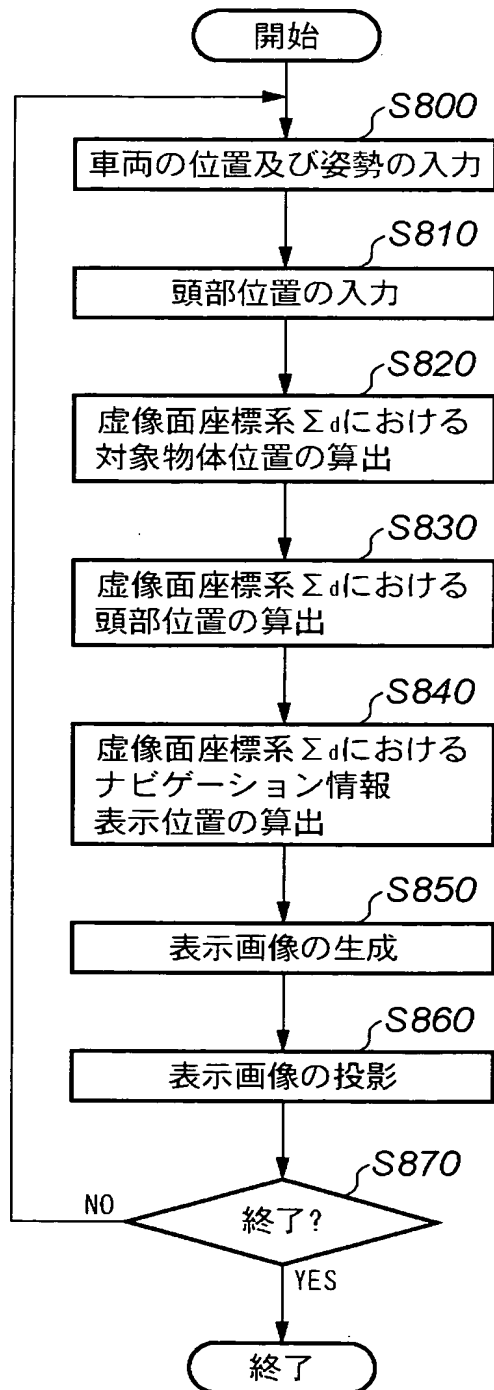 開始
S800
車両の位置及び姿勢の入力
S810
頭部位置の入力
S820
虚像面座標系Σdにおける
対象物体位置の算出
S830
虚像面座標系Σdにおける
頭部位置の算出
S840
虚像面座標系Σdにおける
ナビゲーション情報
表示位置の算出
S850
表示画像の生成
S860
表示画像の投影
S870
NO
終了?
YES
終了